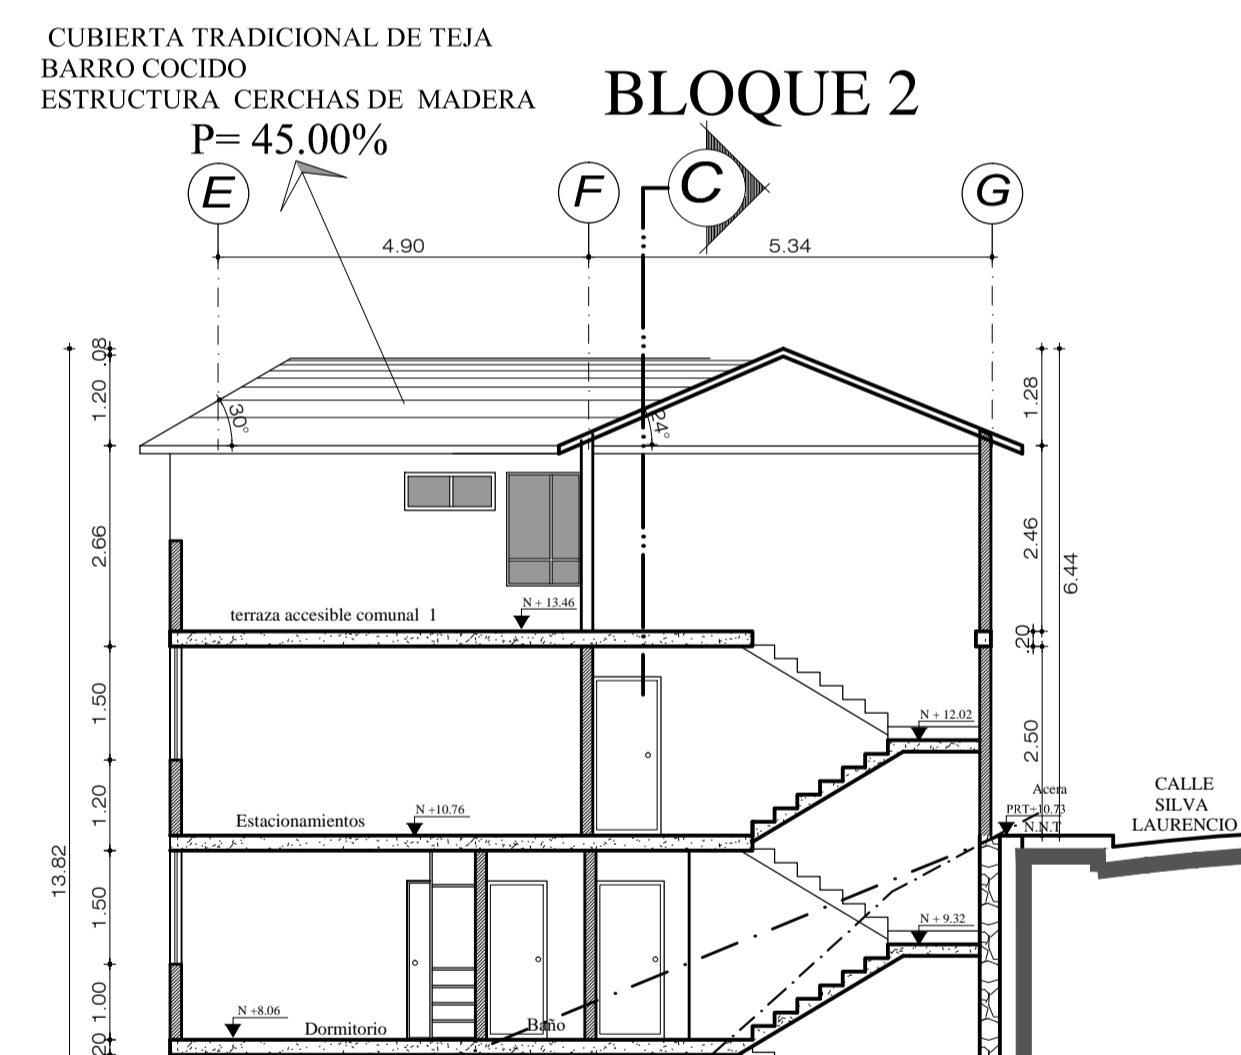 CUBIERTA TRADICIONAL DE TEJA
BARRO COCIDO
ESTRUCTURA CERCHAS DE MADERA
P= 45.00%
BLOQUE 2
E
F
C
G
4.90
5.34
.08
1.20
30°
24°
1.28
2.66
2.46
6.44
N + 13.46
terraza accesible comunal 1
.20
1.50
N + 12.02
2.50
1.20
Estacionamientos
N +10.76
Acera
PRT+10.73
N.N.T
CALLE
SILVA
LAURENCIO
13.82
1.50
N + 9.32
1.00
N +8.06
Dormitorio
Baño
20